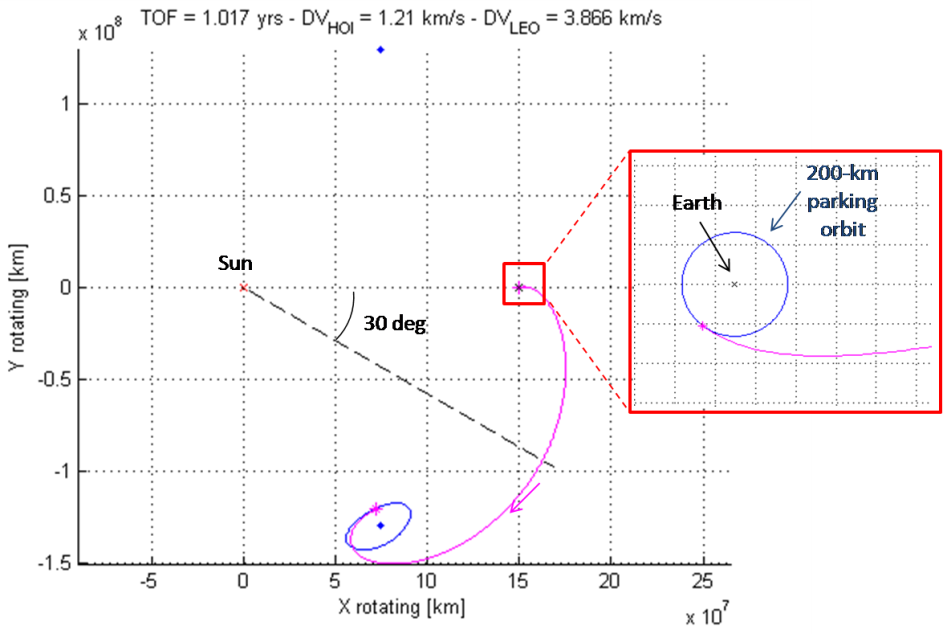 TOF = 1.017 yrs - DV_HOI = 1.21 km/s - DV_LEO = 3.866 km/s
x 10^8
1
0.5
0
-0.5
-1
-1.5
Y rotating [km]
Sun
30 deg
Earth
200-km
parking
orbit
-5
0
5
10
15
20
25
X rotating [km]
x 10^7